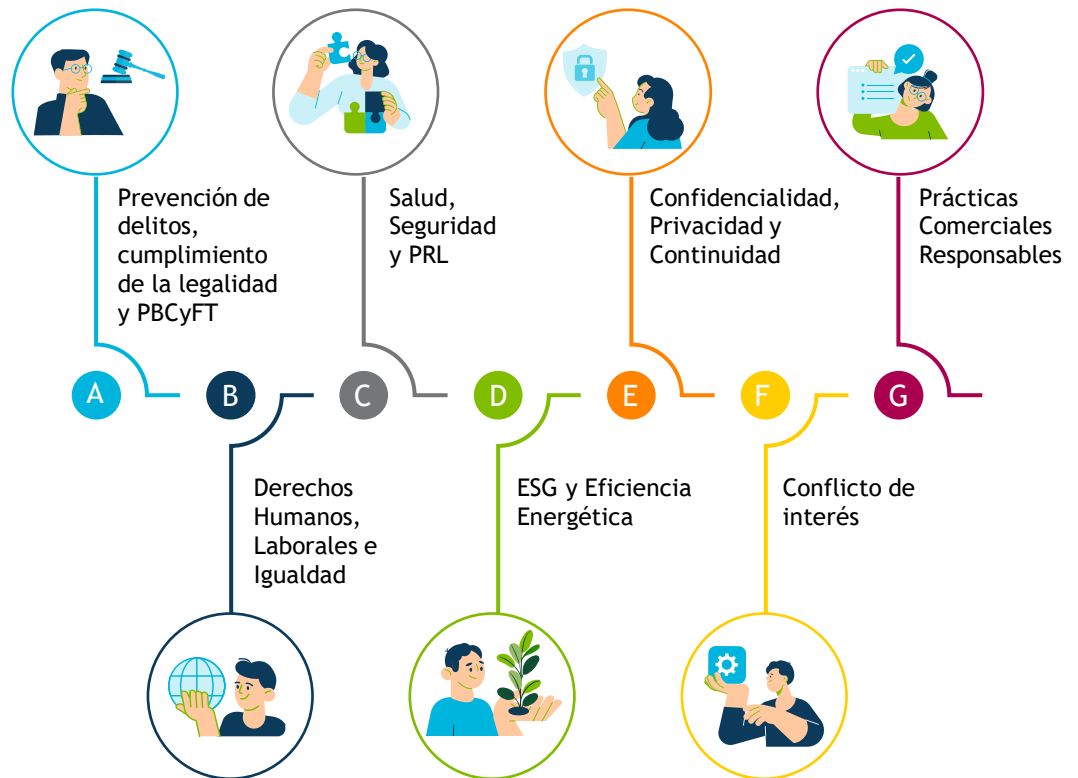 Prevención de
delitos,
cumplimiento
de la legalidad
y PBCyFT
Salud,
Seguridad
y PRL
Confidencialidad,
Privacidad y
Continuidad
Prácticas
Comerciales
Responsables
A
B
C
D
E
F
G
Derechos
Humanos,
Laborales e
Igualdad
ESG y Eficiencia
Energética
Conflicto de
interés